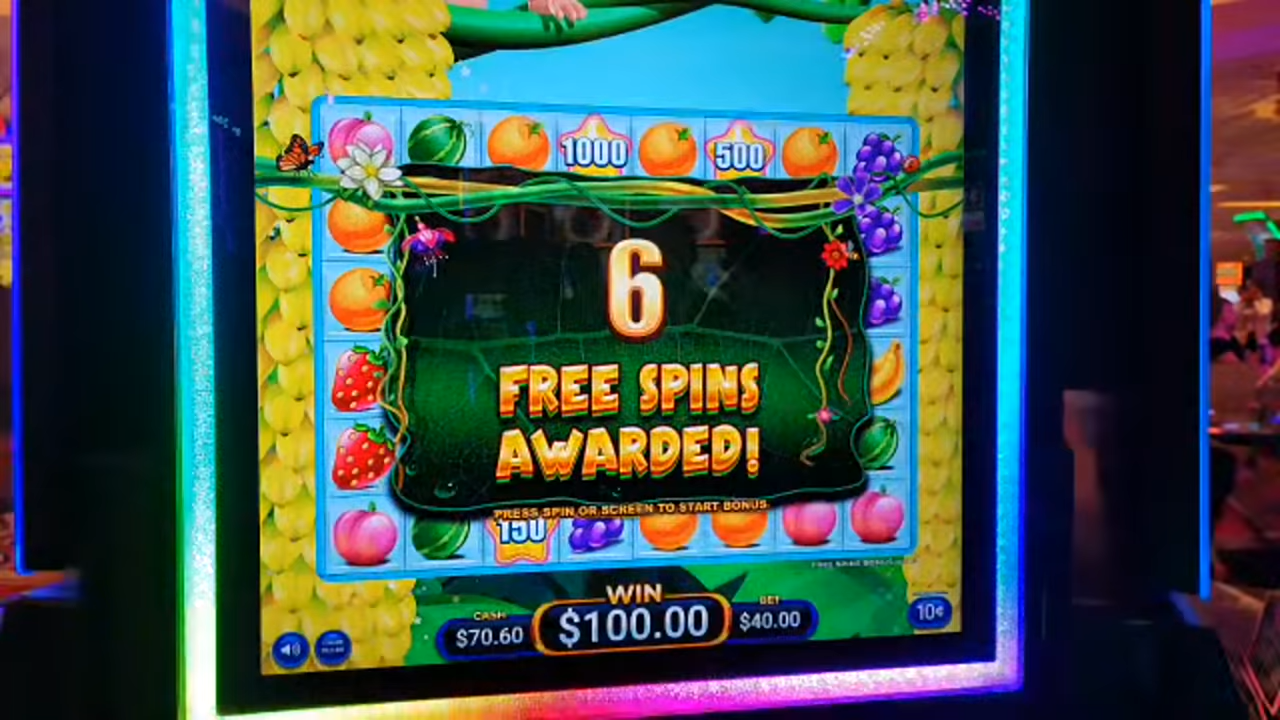 1000
500
6
FREE SPINS
AWARDED!
PRESS SPIN OR SCREEN TO START BONUS
150
WIN
CASH
$70.60
$100.00
BET
$40.00
10¢